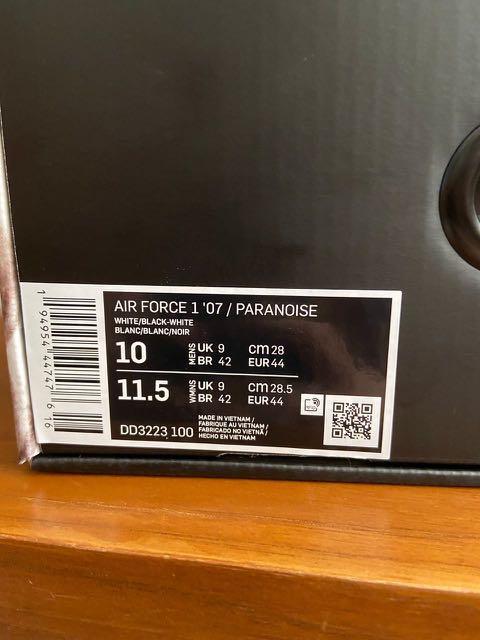 AIR FORCE 1 '07 / PARANOISE
WHITE/BLACK-WHITE
BLANC/BLANC/NOIR
10 MENS UK 9 CM 28
BR 42 EUR 44
11.5 WMNS UK 9 CM 28.5
BR 42 EUR 44
DD3223 100
MADE IN VIETNAM /
FABRIQUE AU VIETNAM /
FABRICADO NO VIETNÃ /
HECHO EN VIETNAM
1 94954 44747 6 16